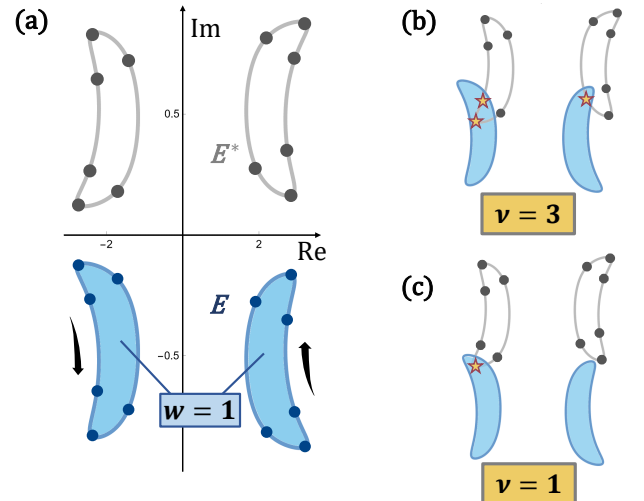 (a)
Im
0.5
E*
−2
2
Re
E
−0.5
w = 1
(b)
ν = 3
(c)
ν = 1